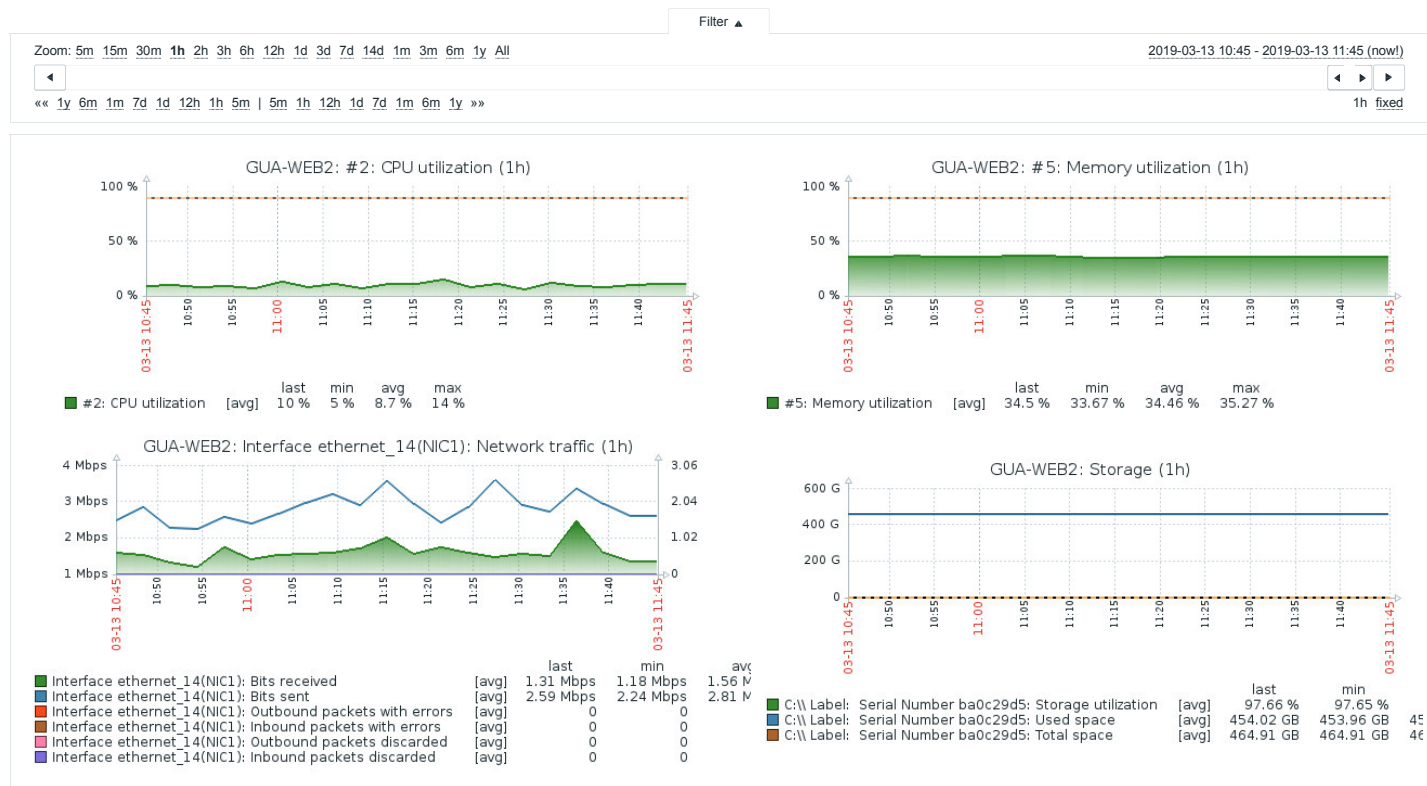 Filter ▲
Zoom: 5m 15m 30m 1h 2h 3h 6h 12h 1d 3d 7d 14d 1m 3m 6m 1y All
2019-03-13 10:45 - 2019-03-13 11:45 (now!)
«« 1y 6m 1m 7d 1d 12h 1h 5m | 5m 1h 12h 1d 7d 1m 6m 1y »»
1h fixed
GUA-WEB2: #2: CPU utilization (1h)
100 %
50 %
0 %
03-13 10:45 10:50 10:55 11:00 11:05 11:10 11:15 11:20 11:25 11:30 11:35 11:40 03-13 11:45
last min avg max
#2: CPU utilization [avg] 10 % 5 % 8.7 % 14 %
GUA-WEB2: #5: Memory utilization (1h)
100 %
50 %
0 %
03-13 10:45 10:50 10:55 11:00 11:05 11:10 11:15 11:20 11:25 11:30 11:35 11:40 03-13 11:45
last min avg max
#5: Memory utilization [avg] 34.5 % 33.67 % 34.46 % 35.27 %
GUA-WEB2: Interface ethernet_14(NIC1): Network traffic (1h)
4 Mbps 3.06
3 Mbps 2.04
2 Mbps 1.02
1 Mbps 0
03-13 10:45 10:50 10:55 11:00 11:05 11:10 11:15 11:20 11:25 11:30 11:35 11:40 03-13 11:45
last min avg
Interface ethernet_14(NIC1): Bits received [avg] 1.31 Mbps 1.18 Mbps 1.56 M
Interface ethernet_14(NIC1): Bits sent [avg] 2.59 Mbps 2.24 Mbps 2.81 M
Interface ethernet_14(NIC1): Outbound packets with errors [avg] 0 0
Interface ethernet_14(NIC1): Inbound packets with errors [avg] 0 0
Interface ethernet_14(NIC1): Outbound packets discarded [avg] 0 0
Interface ethernet_14(NIC1): Inbound packets discarded [avg] 0 0
GUA-WEB2: Storage (1h)
600 G
400 G
200 G
0
03-13 10:45 10:50 10:55 11:00 11:05 11:10 11:15 11:20 11:25 11:30 11:35 11:40 03-13 11:45
last min
C:\\ Label: Serial Number ba0c29d5: Storage utilization [avg] 97.66 % 97.65 %
C:\\ Label: Serial Number ba0c29d5: Used space [avg] 454.02 GB 453.96 GB 45
C:\\ Label: Serial Number ba0c29d5: Total space [avg] 464.91 GB 464.91 GB 46